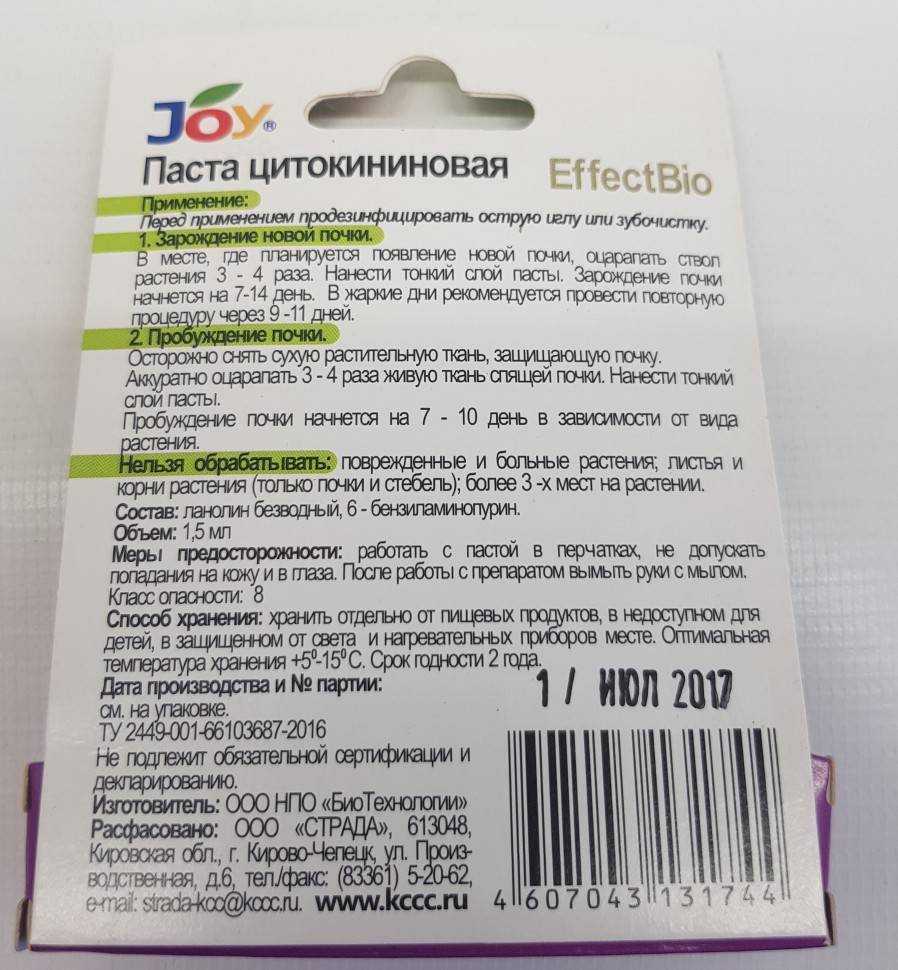 JOY®
Паста цитокининовая EffectBio
Применение:
Перед применением продезинфицировать острую иглу или зубочистку.
1. Зарождение новой почки.
В месте, где планируется появление новой почки, оцарапать ствол
растения 3 - 4 раза. Нанести тонкий слой пасты. Зарождение почки
начнется на 7-14 день. В жаркие дни рекомендуется провести повторную
процедуру через 9 -11 дней.
2. Пробуждение почки.
Осторожно снять сухую растительную ткань, защищающую почку.
Аккуратно оцарапать 3 - 4 раза живую ткань спящей почки. Нанести тонкий
слой пасты.
Пробуждение почки начнется на 7 - 10 день в зависимости от вида
растения.
Нельзя обрабатывать: поврежденные и больные растения; листья и
корни растения (только почки и стебель); более 3 -х мест на растении.
Состав: ланолин безводный, 6 - бензиламинопурин.
Объем: 1,5 мл
Меры предосторожности: работать с пастой в перчатках, не допускать
попадания на кожу и в глаза. После работы с препаратом вымыть руки с мылом.
Класс опасности: 8
Способ хранения: хранить отдельно от пищевых продуктов, в недоступном для
детей, в защищенном от света и нагревательных приборов месте. Оптимальная
температура хранения +5⁰-15⁰ С. Срок годности 2 года.
Дата производства и № партии: 1 / ИЮЛ 2017
см. на упаковке.
ТУ 2449-001-66103687-2016
Не подлежит обязательной сертификации и
декларированию.
Изготовитель: ООО НПО «БиоТехнологии»
Расфасовано: ООО «СТРАДА», 613048,
Кировская обл., г. Кирово-Чепецк, ул. Произ-
водственная, д.6, тел./факс: (83361) 5-20-62,
e-mail: strada-kcc@kccc.ru. www.kccc.ru
4 607043 131744